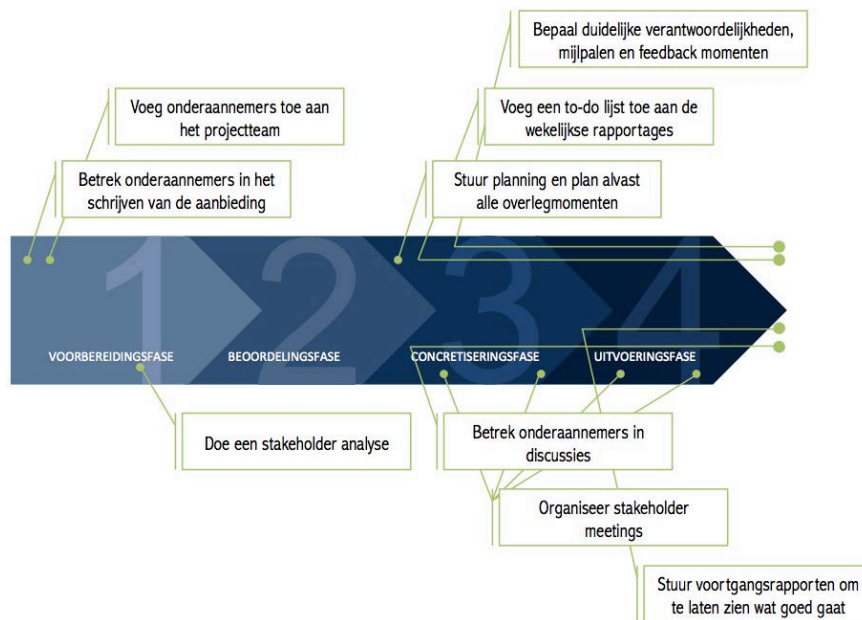 Bepaal duidelijke verantwoordelijkheden,
mijlpalen en feedback momenten
Voeg onderaannemers toe aan
het projectteam
Voeg een to-do lijst toe aan de
wekelijkse rapportages
Betrek onderaannemers in het
schrijven van de aanbieding
Stuur planning en plan alvast
alle overlegmomenten
1
2
3
4
VOORBEREIDINGSFASE
BEOORDELINGSFASE
CONCRETISERINGSFASE
UITVOERINGSFASE
Doe een stakeholder analyse
Betrek onderaannemers in
discussies
Organiseer stakeholder
meetings
Stuur voortgangsrapporten om
te laten zien wat goed gaat